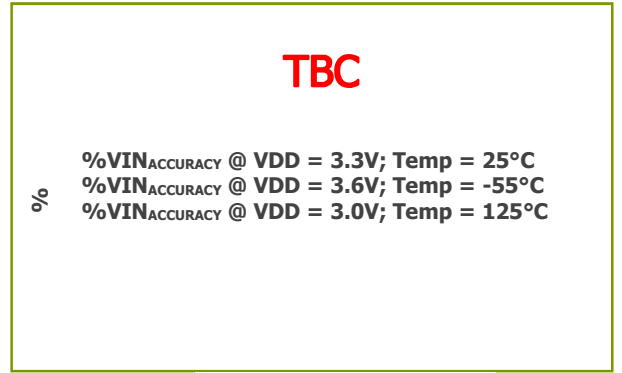 TBC
%VINACCURACY @ VDD = 3.3V; Temp = 25°C
%VINACCURACY @ VDD = 3.6V; Temp = -55°C
%VINACCURACY @ VDD = 3.0V; Temp = 125°C
%